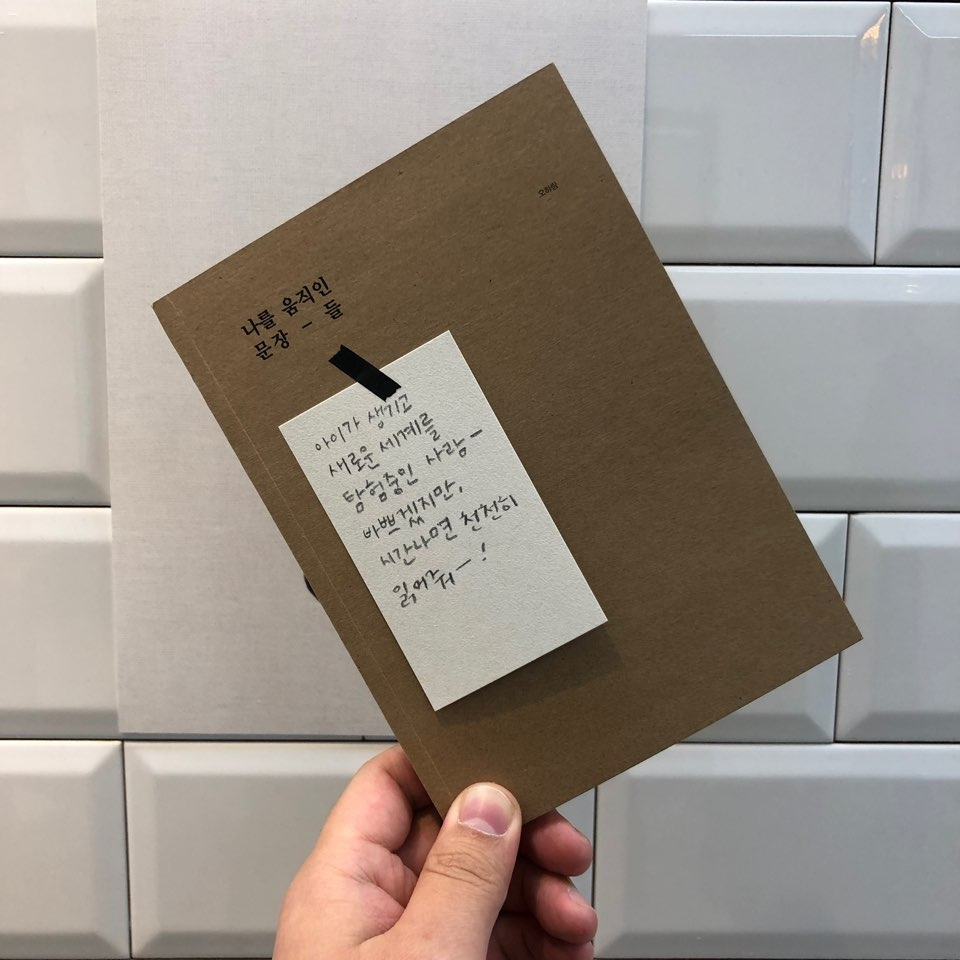 오하림
나를 움직인
문장 – 들
아이가 생기고
새로운 세계를
탐험중인 사람 –
바쁘겠지만,
시간나면 천천히
읽어줘 – !